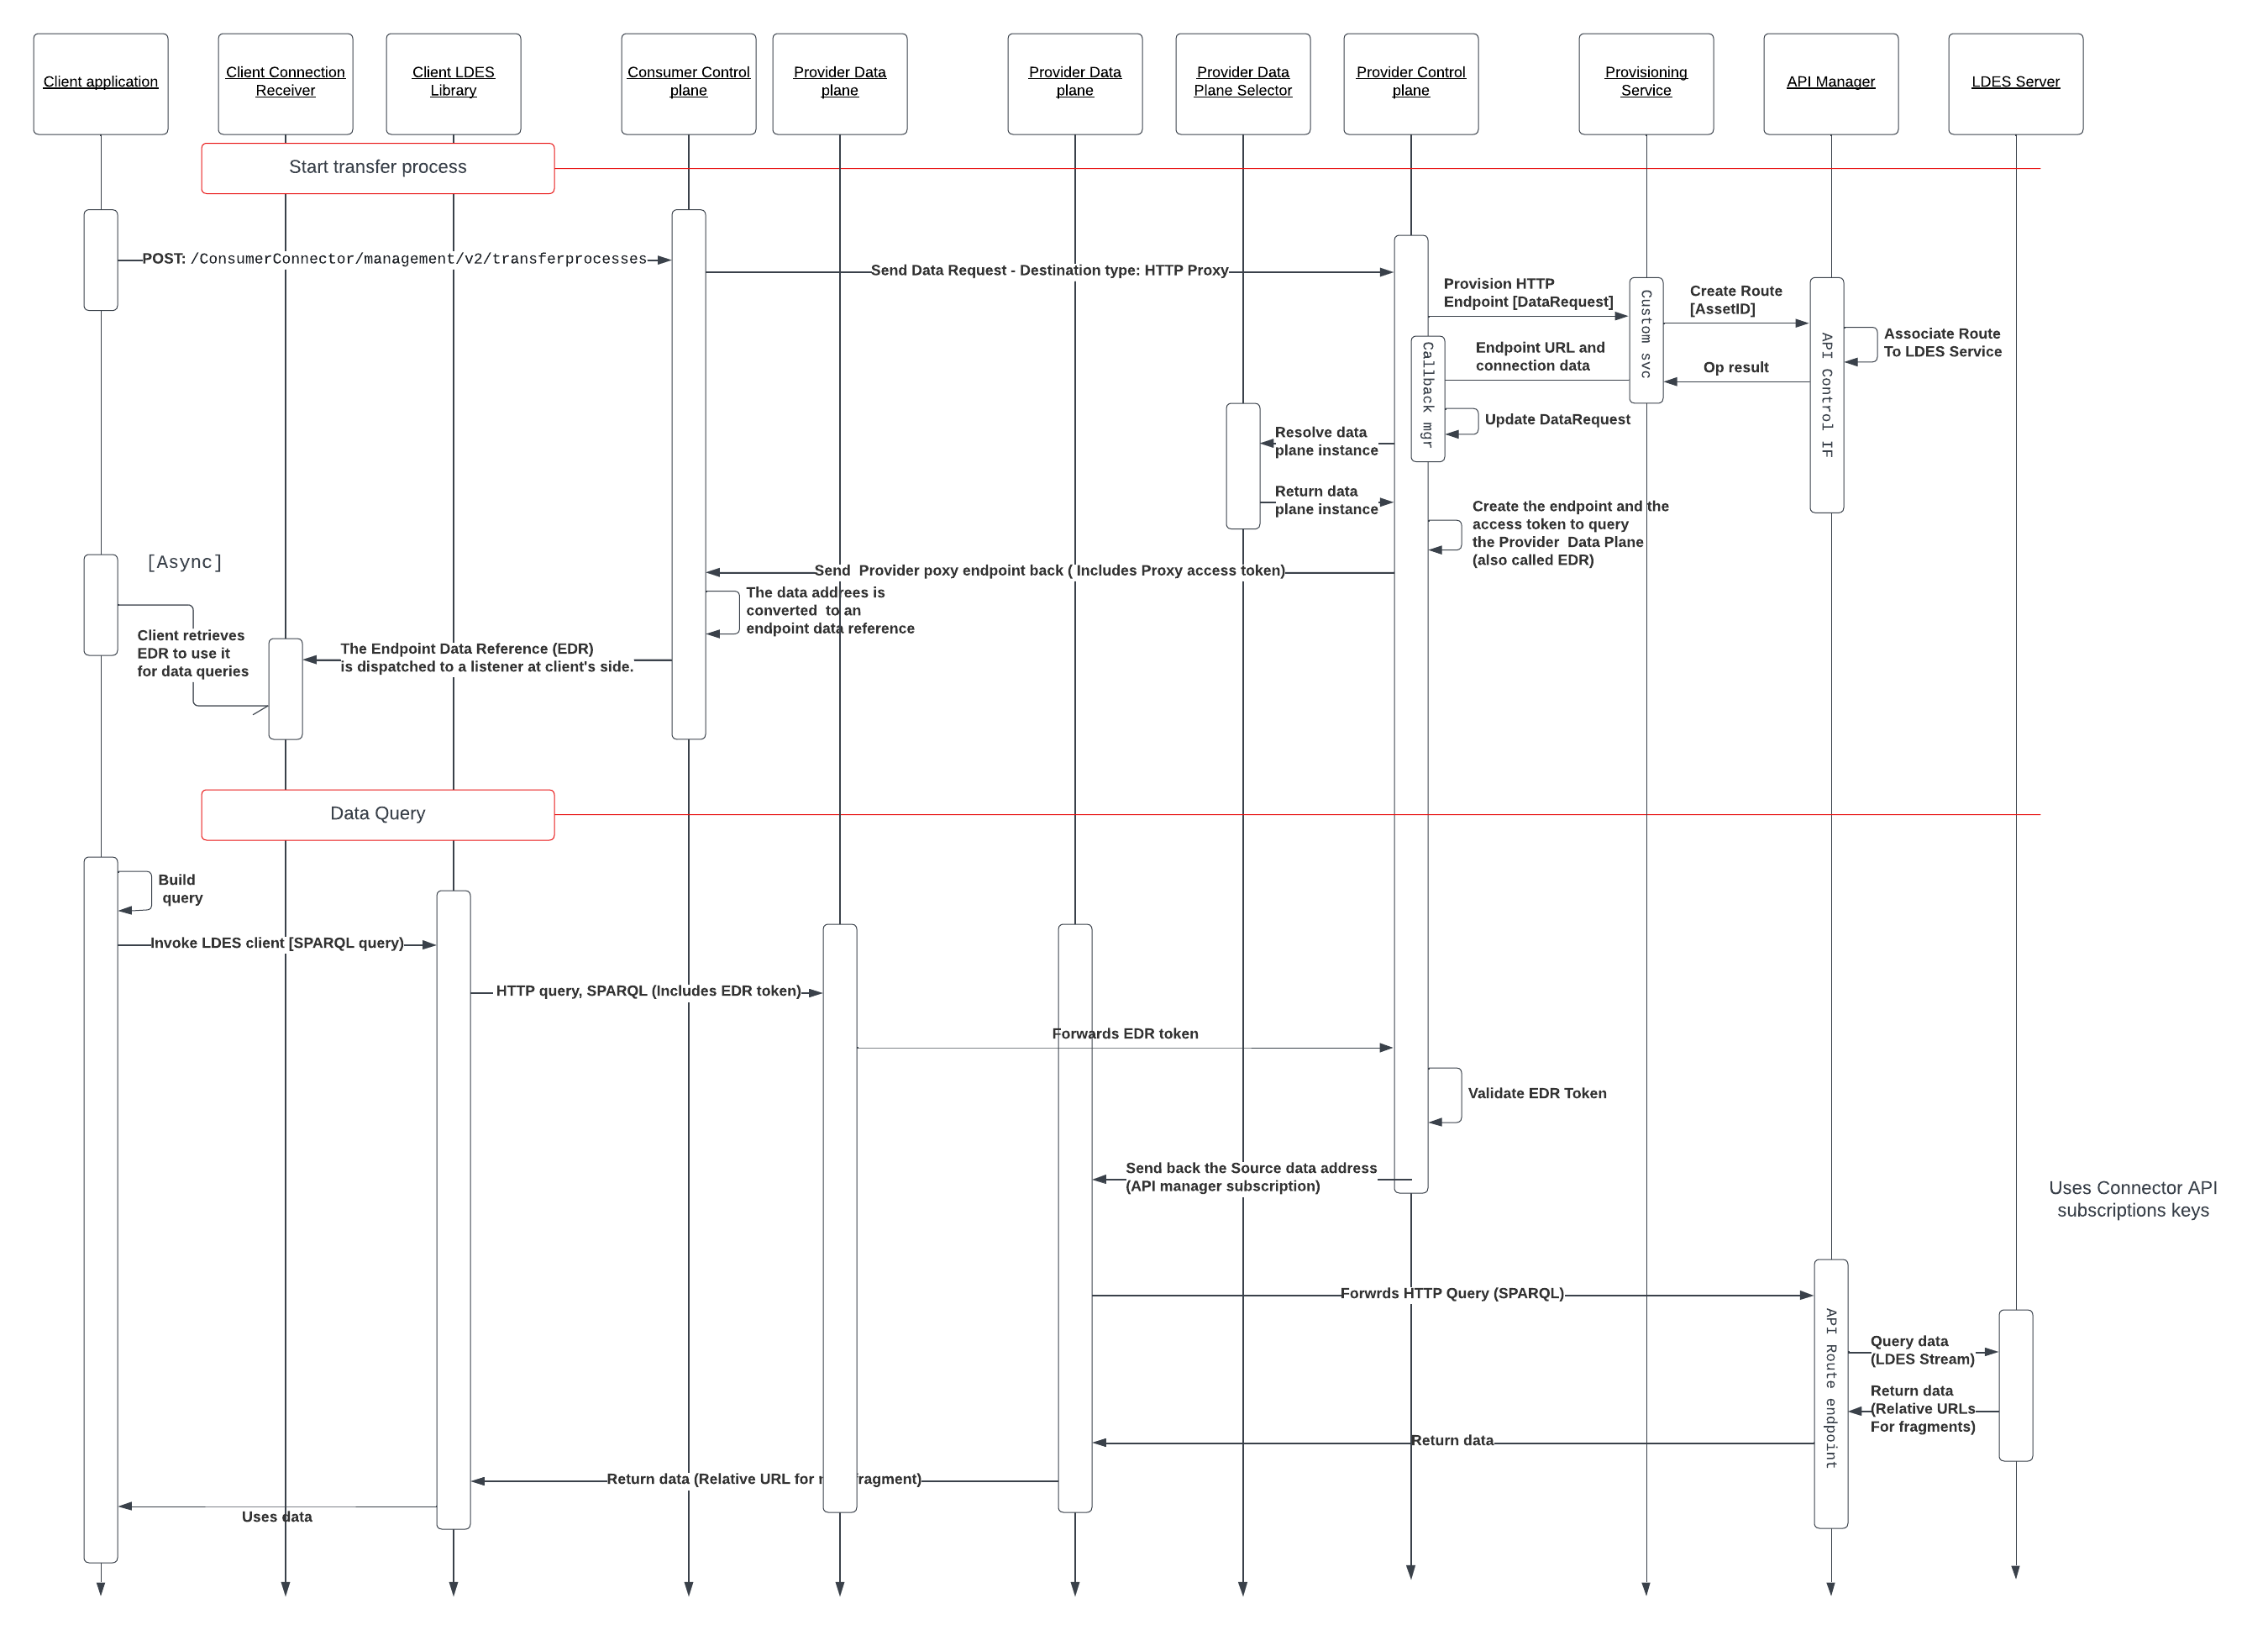 Client application
Client Connection
Receiver
Client LDES
Library
Consumer Control
plane
Provider Data
plane
Provider Data
plane
Provider Data
Plane Selector
Provider Control
plane
Provisioning
Service
API Manager
LDES Server
Start transfer process
POST: /ConsumerConnector/management/v2/transferprocesses
Send Data Request - Destination type: HTTP Proxy
Provision HTTP
Endpoint [DataRequest]
Custom svc
Create Route
[AssetID]
API Control IF
Associate Route
To LDES Service
Endpoint URL and
connection data
Op result
Callback mgr
Update DataRequest
Resolve data
plane instance
Return data
plane instance
Create the endpoint and the
access token to query
the Provider  Data Plane
(also called EDR)
[Async]
Send  Provider poxy endpoint back ( Includes Proxy access token)
The data addrees is
converted  to an
endpoint data reference
Client retrieves
EDR to use it
for data queries
The Endpoint Data Reference (EDR)
is dispatched to a listener at client's side.
Data Query
Build
query
Invoke LDES client [SPARQL query)
HTTP query, SPARQL (Includes EDR token)
Forwards EDR token
Validate EDR Token
Send back the Source data address
(API manager subscription)
Uses Connector API
subscriptions keys
Forwrds HTTP Query (SPARQL)
API Route endpoint
Query data
(LDES Stream)
Return data
(Relative URLs
For fragments)
Return data
Return data (Relative URL for fragment)
Uses data